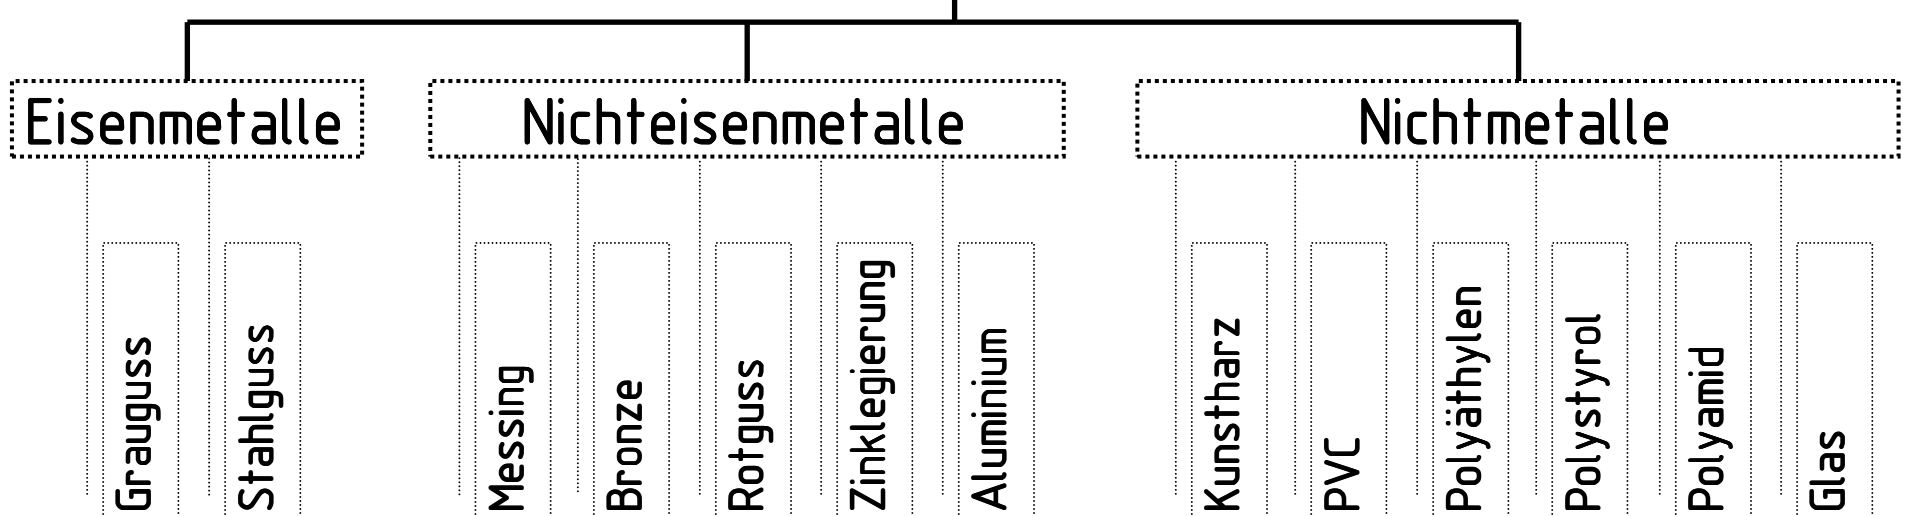 Eisenmetalle
Nichteisenmetalle
Nichtmetalle
Grauguss
Stahlguss
Messing
Bronze
Rotguss
Zinklegierung
Aluminium
Kunstharz
PVC
Polyäthylen
Polystyrol
Polyamid
Glas